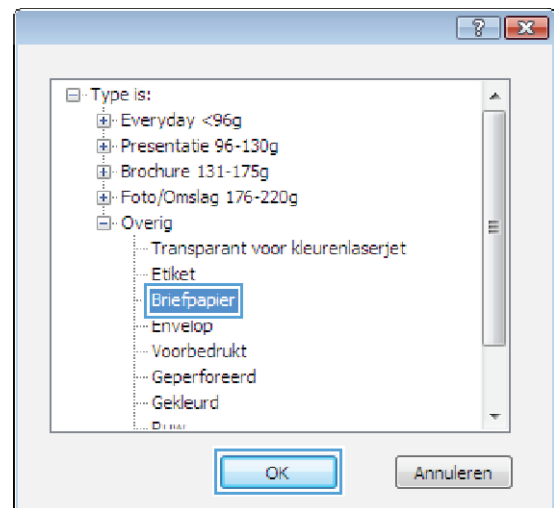 Type is:
Everyday <96g
Presentatie 96-130g
Brochure 131-175g
Foto/Omslag 176-220g
Overig
Transparant voor kleurenlaserjet
Etiket
Briefpapier
Envelop
Voorbedrukt
Geperforeerd
Gekleurd
OK
Annuleren